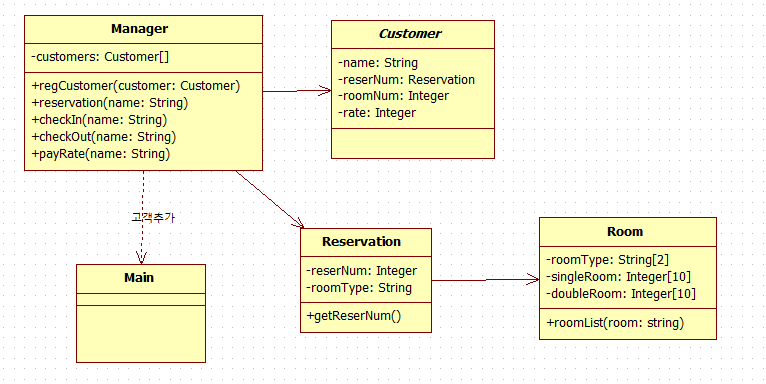 Manager
-customers: Customer[]
+regCustomer(customer: Customer)
+reservation(name: String)
+checkIn(name: String)
+checkOut(name: String)
+payRate(name: String)
Customer
-name: String
-reserNum: Reservation
-roomNum: Integer
-rate: Integer
고객추가
Main
Reservation
-reserNum: Integer
-roomType: String
+getReserNum()
Room
-roomType: String[2]
-singleRoom: Integer[10]
-doubleRoom: Integer[10]
+roomList(room: string)